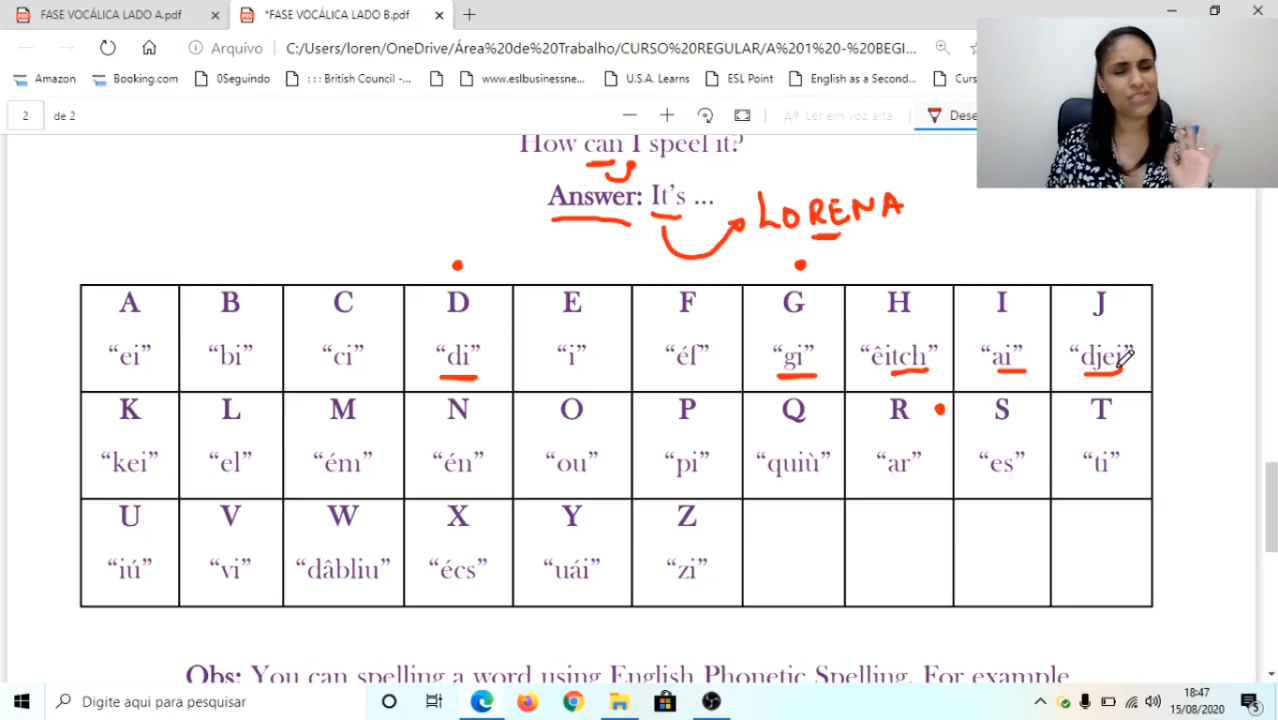 FASE VOCÁLICA LADO A.pdf
*FASE VOCÁLICA LADO B.pdf
Arquivo
C:/Users/loren/OneDrive/Área%20de%20Trabalho/CURSO%20REGULAR/A%201%20-%20BEGI...
Amazon
Booking.com
0Seguindo
: : : British Council -...
www.eslbusinessne...
U.S.A. Learns
ESL Point
English as a Second...
2
de 2
Ler em voz alta
How can I speel it?
Answer: It's ...
LORENA
A B C D E F G H I J
"ei" "bi" "ci" "di" "i" "éf" "gi" "êitch" "ai" "djei"
K L M N O P Q R S T
"kei" "el" "ém" "én" "ou" "pi" "quiù" "ar" "es" "ti"
U V W X Y Z
"iú" "vi" "dâbliu" "écs" "uái" "zi"
Obs: You can spelling a word using English Phonetic Spelling. For example
Digite aqui para pesquisar
18:47
15/08/2020
5